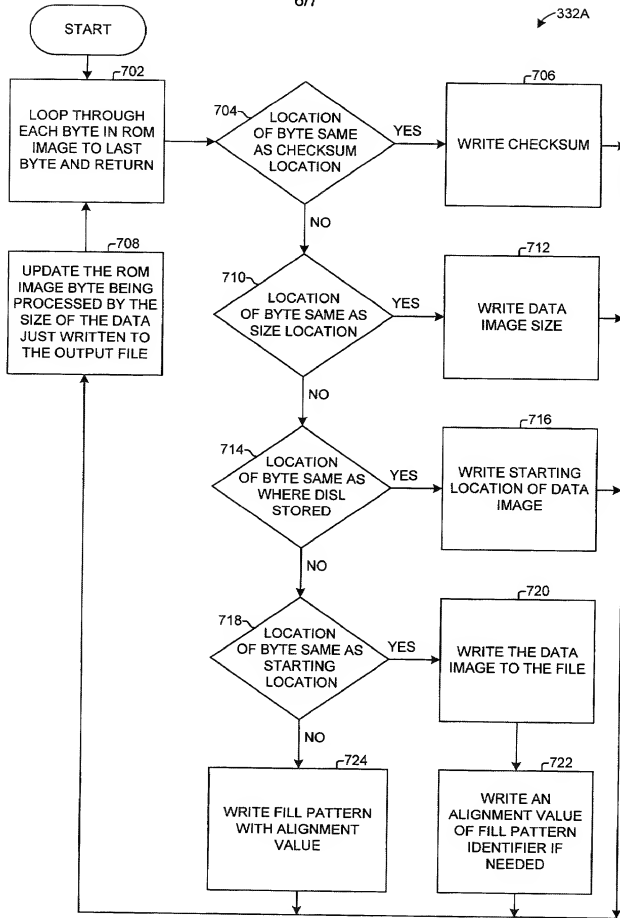 6/7
332A
START
702
LOOP THROUGH
EACH BYTE IN ROM
IMAGE TO LAST
BYTE AND RETURN
704
LOCATION
OF BYTE SAME
AS CHECKSUM
LOCATION
YES
706
WRITE CHECKSUM
NO
708
UPDATE THE ROM
IMAGE BYTE BEING
PROCESSED BY THE
SIZE OF THE DATA
JUST WRITTEN TO
THE OUTPUT FILE
710
LOCATION
OF BYTE SAME AS
SIZE LOCATION
YES
712
WRITE DATA
IMAGE SIZE
NO
714
LOCATION
OF BYTE SAME AS
WHERE DISL
STORED
YES
716
WRITE STARTING
LOCATION OF DATA
IMAGE
NO
718
LOCATION
OF BYTE SAME AS
STARTING
LOCATION
YES
720
WRITE THE DATA
IMAGE TO THE FILE
NO
724
WRITE FILL PATTERN
WITH ALIGNMENT
VALUE
722
WRITE AN
ALIGNMENT VALUE
OF FILL PATTERN
IDENTIFIER IF
NEEDED